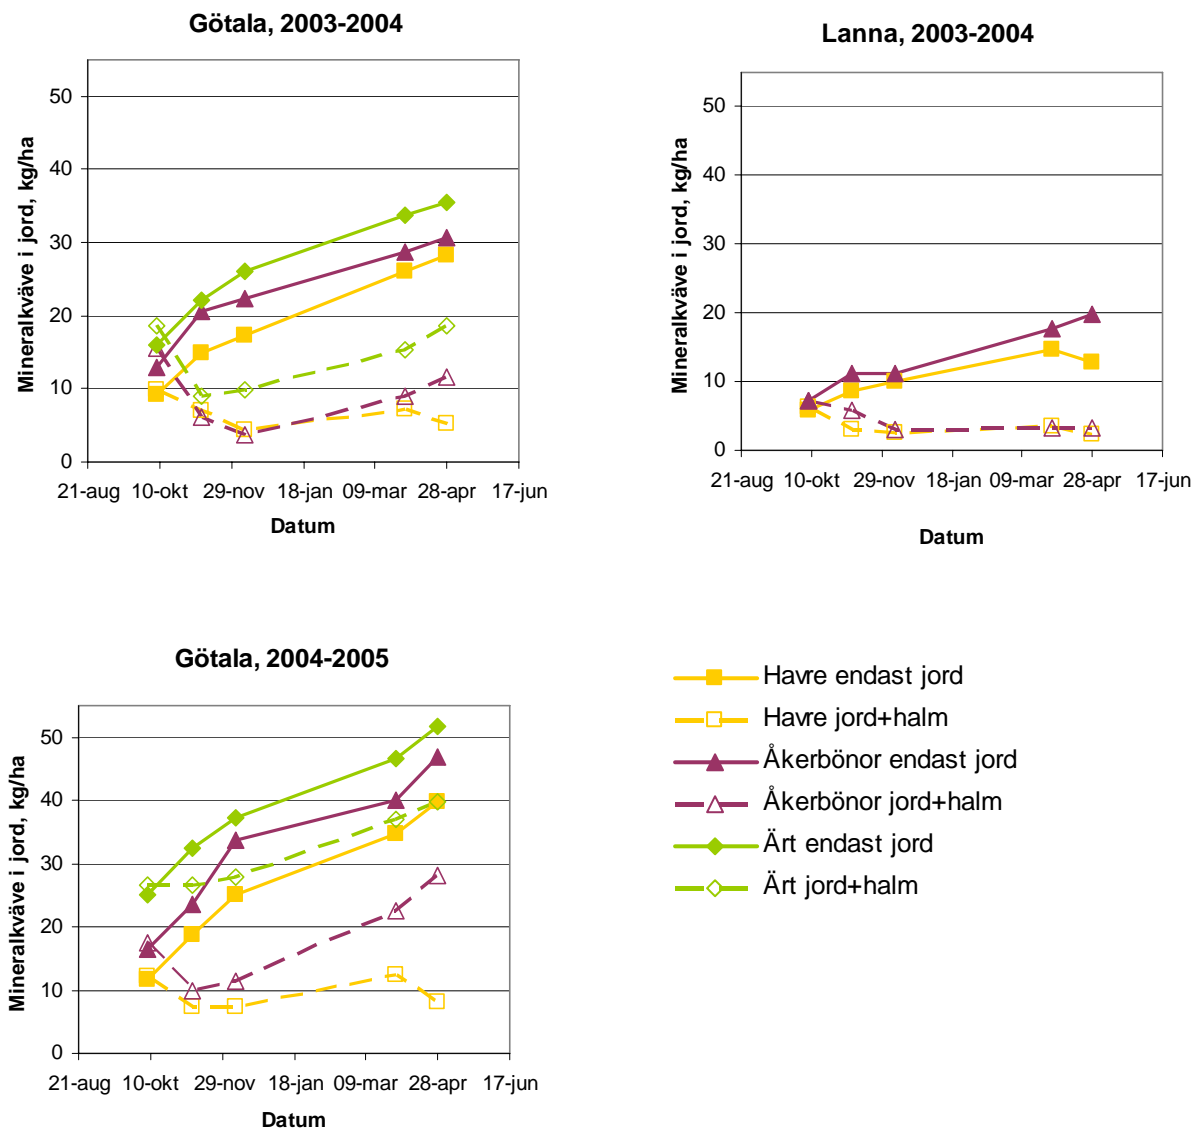 Götala, 2003-2004
Mineralkväve i jord, kg/ha
50
40
30
20
10
0
21-aug 10-okt 29-nov 18-jan 09-mar 28-apr 17-jun
Datum
Lanna, 2003-2004
Mineralkväve i jord, kg/ha
50
40
30
20
10
0
21-aug 10-okt 29-nov 18-jan 09-mar 28-apr 17-jun
Datum
Götala, 2004-2005
Mineralkväve i jord, kg/ha
50
40
30
20
10
0
21-aug 10-okt 29-nov 18-jan 09-mar 28-apr 17-jun
Datum
Havre endast jord
Havre jord+halm
Åkerbönor endast jord
Åkerbönor jord+halm
Ärt endast jord
Ärt jord+halm